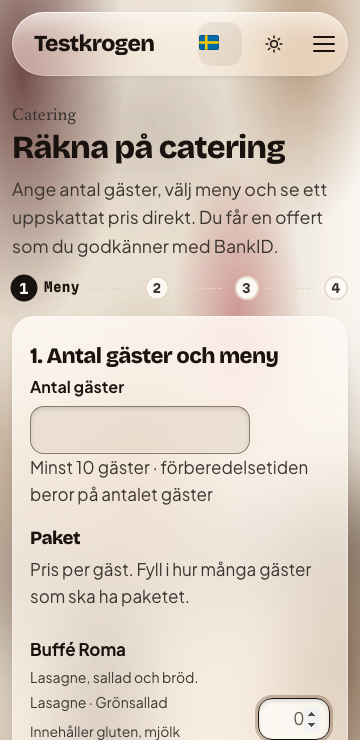 Testkrogen
Catering
Räkna på catering
Ange antal gäster, välj meny och se ett
uppskattat pris direkt. Du får en offert
som du godkänner med BankID.
1 Meny 2 3 4
1. Antal gäster och meny
Antal gäster
Minst 10 gäster · förberedelsetiden
beror på antalet gäster
Paket
Pris per gäst. Fyll i hur många gäster
som ska ha paketet.
Buffé Roma
Lasagne, sallad och bröd.
Lasagne · Grönsallad
0
Innehåller gluten, mjölk